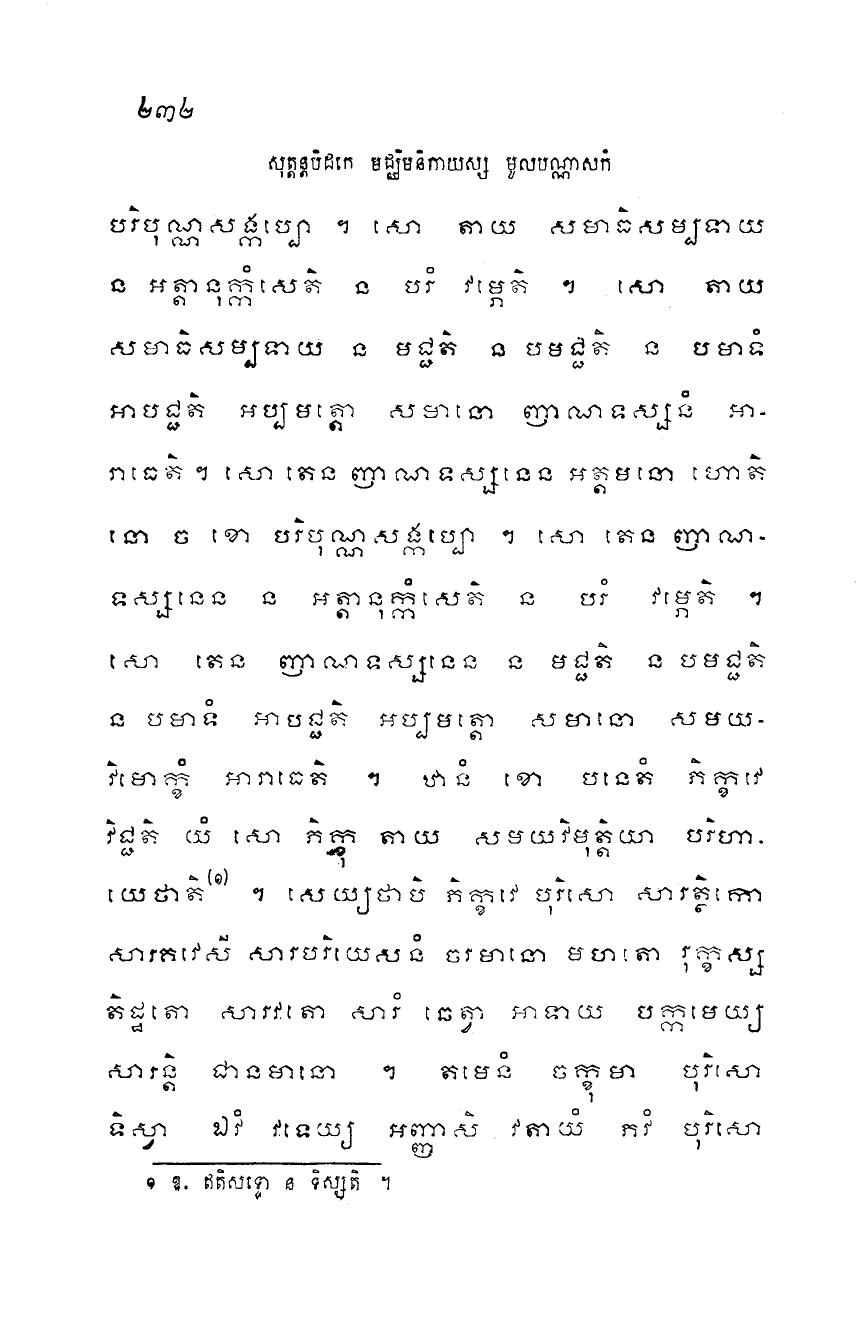 ២៣២
សុត្តន្តបិដកេ មជ្ឈិមនិកាយស្ស មូលបណ្ណាសកំ
បរិបុណ្ណសង្កប្បោ ។ សោ តាយ សមាធិសម្បទាយ
ន អត្តានុក្កំសេតិ ន បរំ វម្ភេតិ ។ សោ តាយ
សមាធិសម្បទាយ ន មជ្ជតិ ន បមជ្ជតិ ន បមាទំ
អាបជ្ជតិ អប្បមត្តោ សមានោ ញាណទស្សនំ អា-
រាធេតិ ។ សោ តេន ញាណទស្សនេន អត្តមនោ ហោតិ
នោ ច ខោ បរិបុណ្ណសង្កប្បោ ។ សោ តេន ញាណ-
ទស្សនេន ន អត្តានុក្កំសេតិ ន បរំ វម្ភេតិ ។
សោ តេន ញាណទស្សនេន ន មជ្ជតិ ន បមជ្ជតិ
ន បមាទំ អាបជ្ជតិ អប្បមត្តោ សមានោ សមយ-
វិមោក្ខំ អារាធេតិ ។ ឋានំ ខោ បនេតំ ភិក្ខវេ
វិជ្ជតិ យំ សោ ភិក្ខុ តាយ សមយវិមុត្តិយា បរិហា-
យេថាតិ(១) ។ សេយ្យថាបិ ភិក្ខវេ បុរិសោ សារត្ថិកោ
សារគវេសី សារបរិយេសនំ ចរមានោ មហតោ រុក្ខស្ស
តិដ្ឋតោ សារវតោ សារំ ឆេត្វា អាទាយ បក្កមេយ្យ
សារន្តិ ជានមានោ ។ តមេនំ ចក្ខុមា បុរិសោ
ទិស្វា ឯវំ វទេយ្យ អញ្ញាសិ វតាយំ ភវំ បុរិសោ
១ ឱ. ឥតិសទ្ទោ ន ទិស្សតិ ។